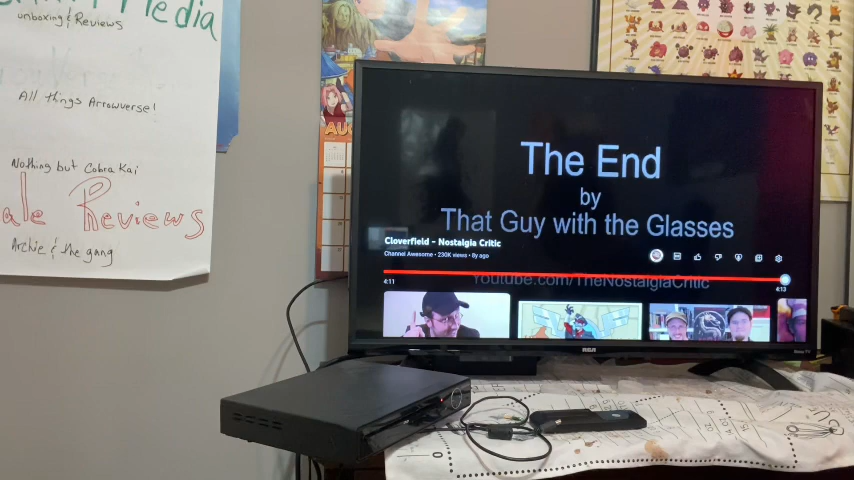 Media
unboxing & Reviews
All things Arrowverse!
Nothing but Cobra Kai
ale Reviews
Archie & the gang
AUG
The End
by
That Guy with the Glasses
Cloverfield - Nostalgia Critic
Channel Awesome • 230K views • 8y ago
Youtube.com/TheNostalgiaCritic
4:11
4:13
RCA
Roku TV